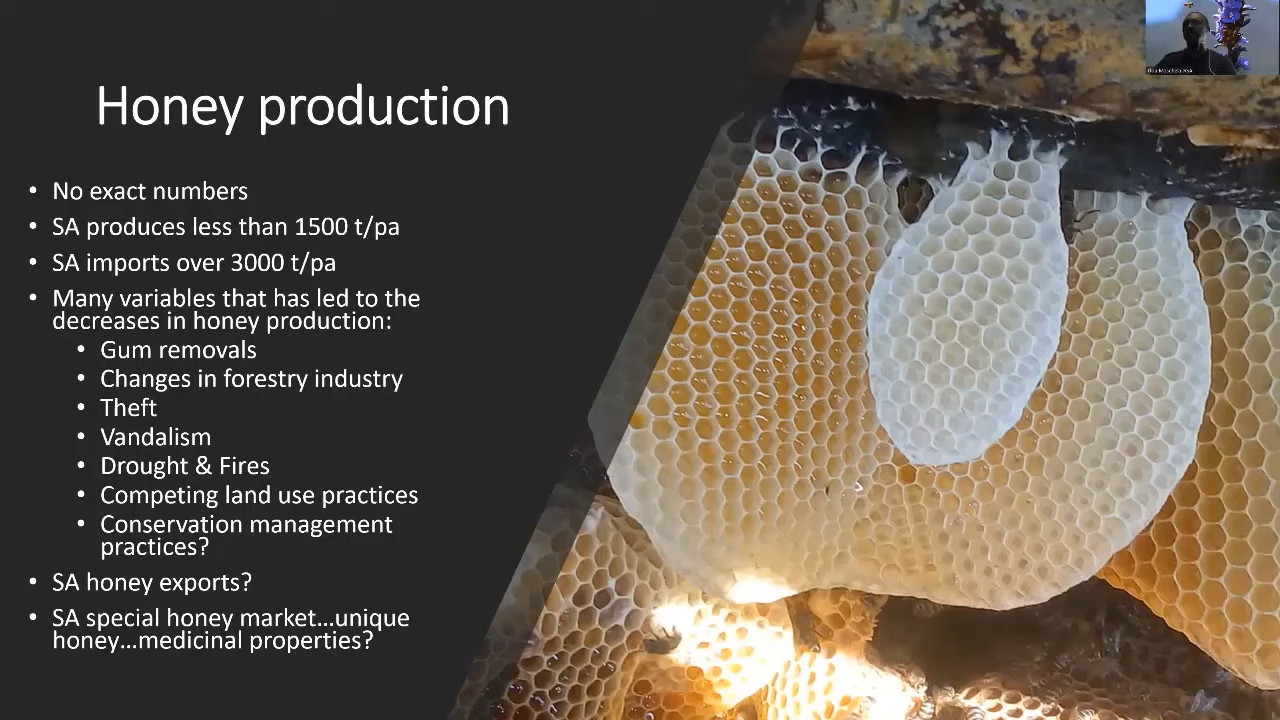 Honey production
• No exact numbers
• SA produces less than 1500 t/pa
• SA imports over 3000 t/pa
• Many variables that has led to the
decreases in honey production:
• Gum removals
• Changes in forestry industry
• Theft
• Vandalism
• Drought & Fires
• Competing land use practices
• Conservation management
practices?
• SA honey exports?
• SA special honey market...unique
honey...medicinal properties?